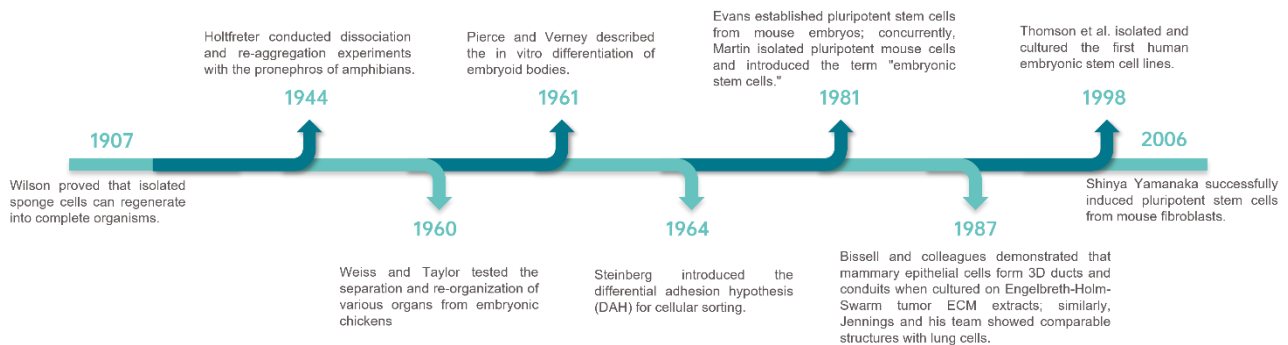 1907
Wilson proved that isolated
sponge cells can regenerate
into complete organisms.
Holtfreter conducted dissociation
and re-aggregation experiments
with the pronephros of amphibians.
1944
1960
Weiss and Taylor tested the
separation and re-organization of
various organs from embryonic
chickens
Pierce and Verney described
the in vitro differentiation of
embryoid bodies.
1961
1964
Steinberg introduced the
differential adhesion hypothesis
(DAH) for cellular sorting.
Evans established pluripotent stem cells
from mouse embryos; concurrently,
Martin isolated pluripotent mouse cells
and introduced the term "embryonic
stem cells."
1981
1987
Bissell and colleagues demonstrated that
mammary epithelial cells form 3D ducts and
conduits when cultured on Engelbreth-Holm-
Swarm tumor ECM extracts; similarly,
Jennings and his team showed comparable
structures with lung cells.
Thomson et al. isolated and
cultured the first human
embryonic stem cell lines.
1998
2006
Shinya Yamanaka successfully
induced pluripotent stem cells
from mouse fibroblasts.